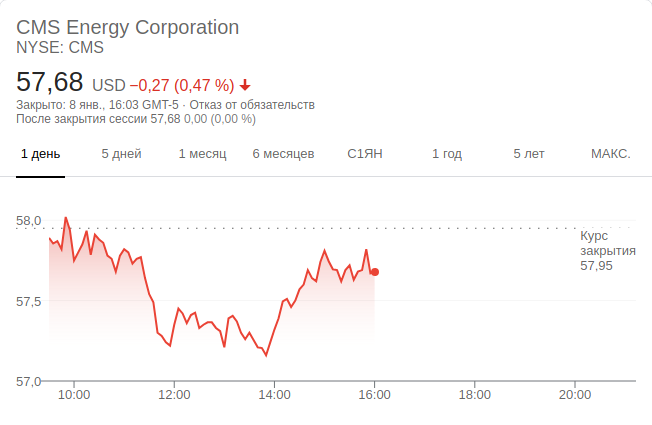 CMS Energy Corporation
NYSE: CMS
57,68 USD −0,27 (0,47 %)
Закрыто: 8 янв., 16:03 GMT-5 · Отказ от обязательств
После закрытия сессии 57,68 0,00 (0,00 %)
1 день 5 дней 1 месяц 6 месяцев С1ЯН 1 год 5 лет МАКС.
58,0
Курс
закрытия
57,95
57,5
57,0
10:00 12:00 14:00 16:00 18:00 20:00